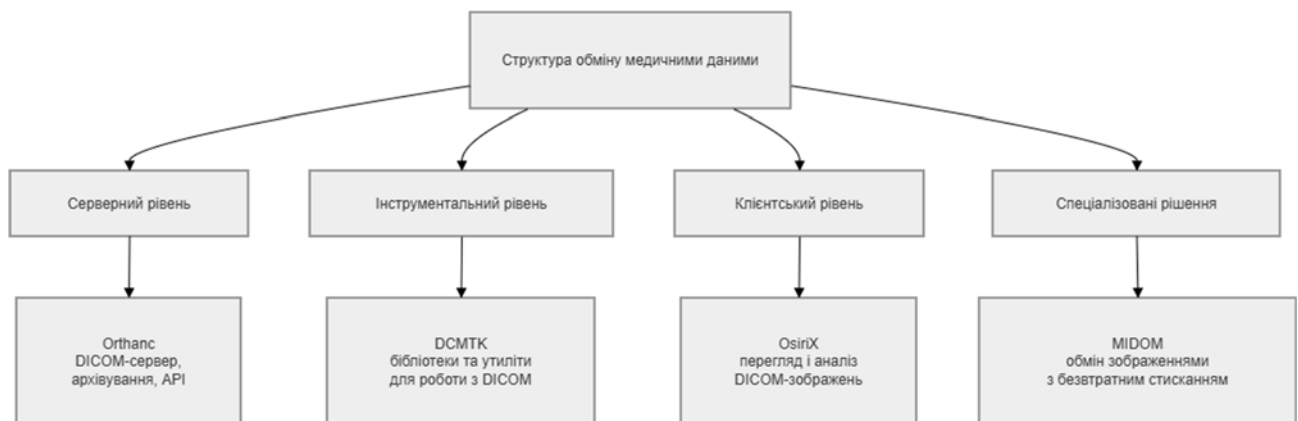 Структура обміну медичними даними
Серверний рівень
Інструментальний рівень
Клієнтський рівень
Спеціалізовані рішення
Orthanc
DICOM-сервер,
архівування, API
DCMTK
бібліотеки та утиліти
для роботи з DICOM
OsiriX
перегляд і аналіз
DICOM-зображень
MIDOM
обмін зображеннями
з безвтратним стисканням